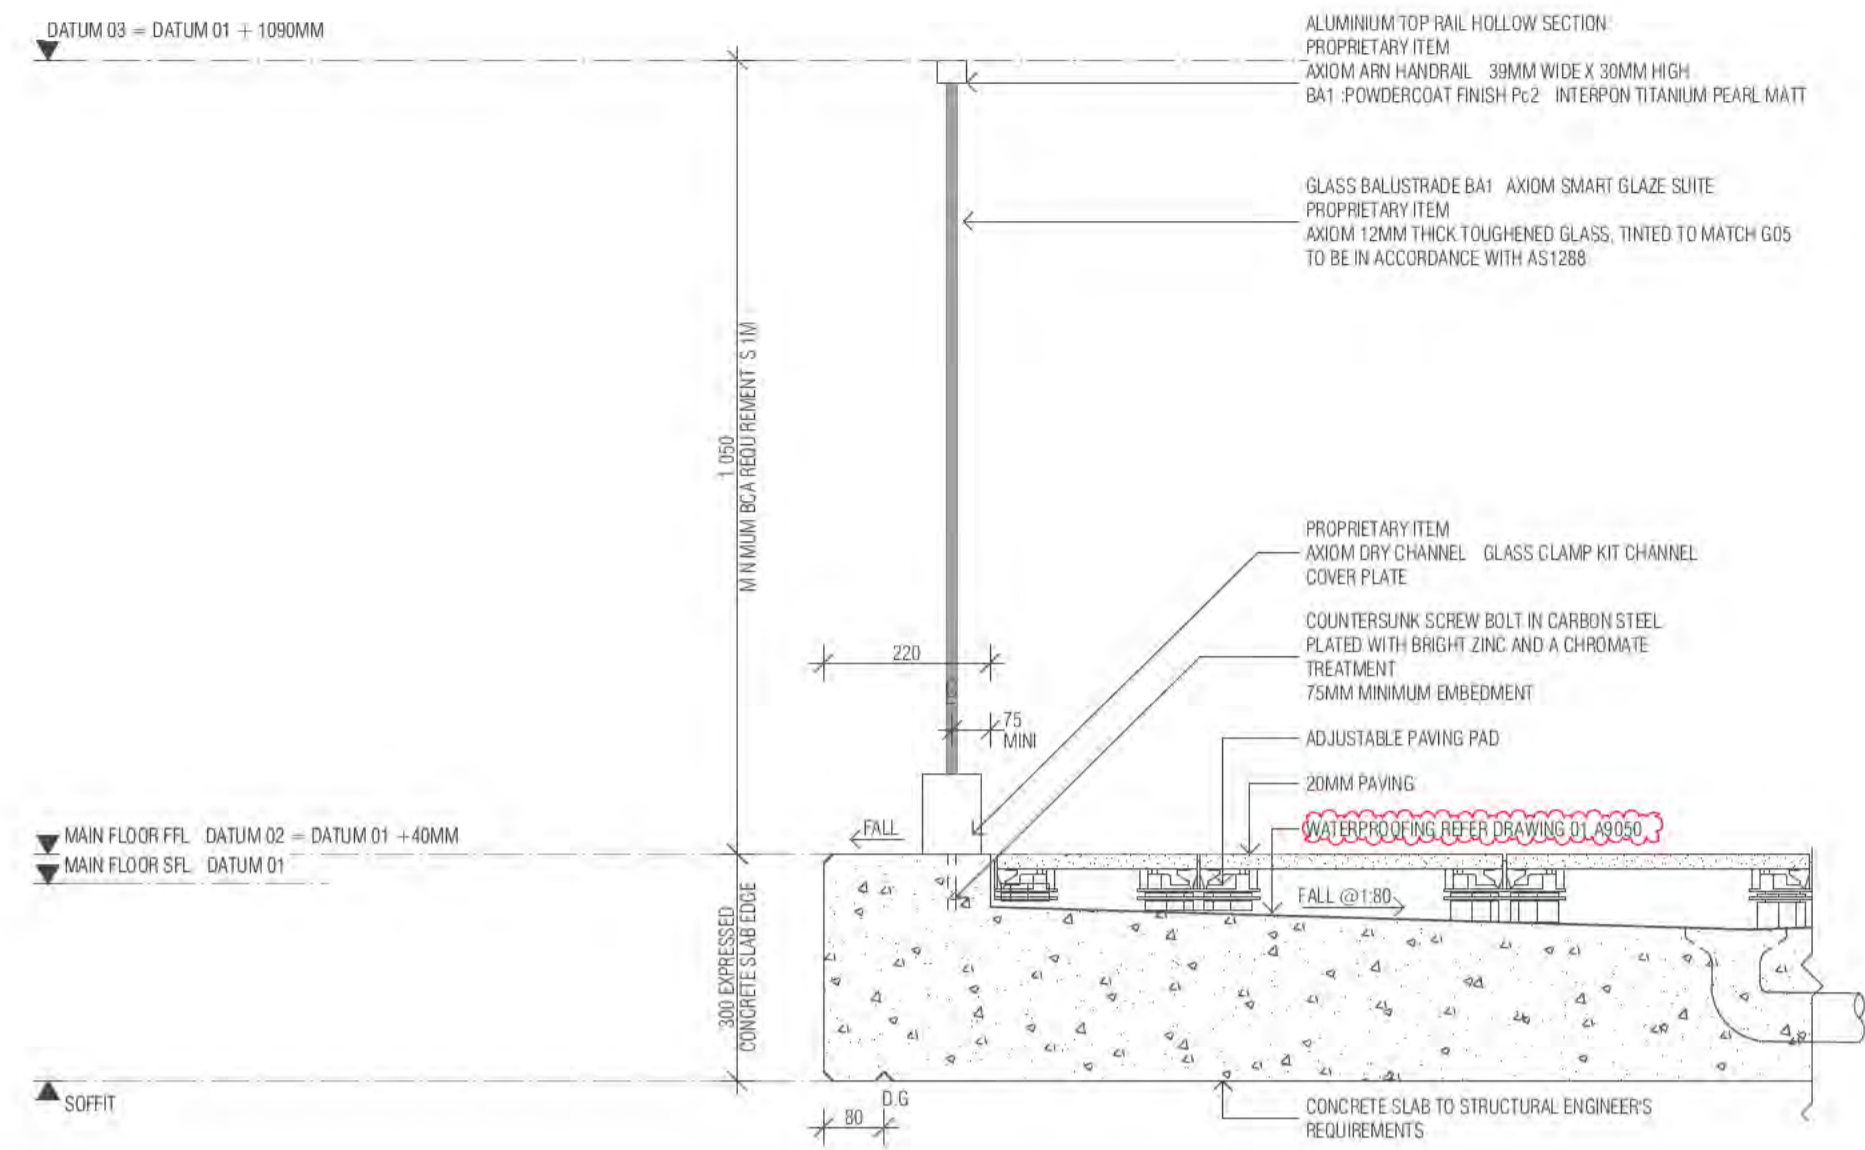 DATUM 03 = DATUM 01 + 1090MM
ALUMINIUM TOP RAIL HOLLOW SECTION
PROPRIETARY ITEM
AXIOM ARN HANDRAIL 39MM WIDE X 30MM HIGH
BA1 :POWDERCOAT FINISH Pc2 INTERPON TITANIUM PEARL MATT
GLASS BALUSTRADE BA1 AXIOM SMART GLAZE SUITE
PROPRIETARY ITEM
AXIOM 12MM THICK TOUGHENED GLASS, TINTED TO MATCH G05
TO BE IN ACCORDANCE WITH AS1288
1 050
M N MUM BCA REQU REMENT S 1M
PROPRIETARY ITEM
AXIOM DRY CHANNEL GLASS CLAMP KIT CHANNEL
COVER PLATE
COUNTERSUNK SCREW BOLT IN CARBON STEEL
PLATED WITH BRIGHT ZINC AND A CHROMATE
TREATMENT
75MM MINIMUM EMBEDMENT
220
75
MINI
ADJUSTABLE PAVING PAD
20MM PAVING
WATERPROOFING REFER DRAWING 01 A9050
FALL
MAIN FLOOR FFL DATUM 02 = DATUM 01 +40MM
MAIN FLOOR SFL DATUM 01
FALL @1:80
300 EXPRESSED
CONCRETE SLAB EDGE
SOFFIT
D.G
80
CONCRETE SLAB TO STRUCTURAL ENGINEER'S
REQUIREMENTS